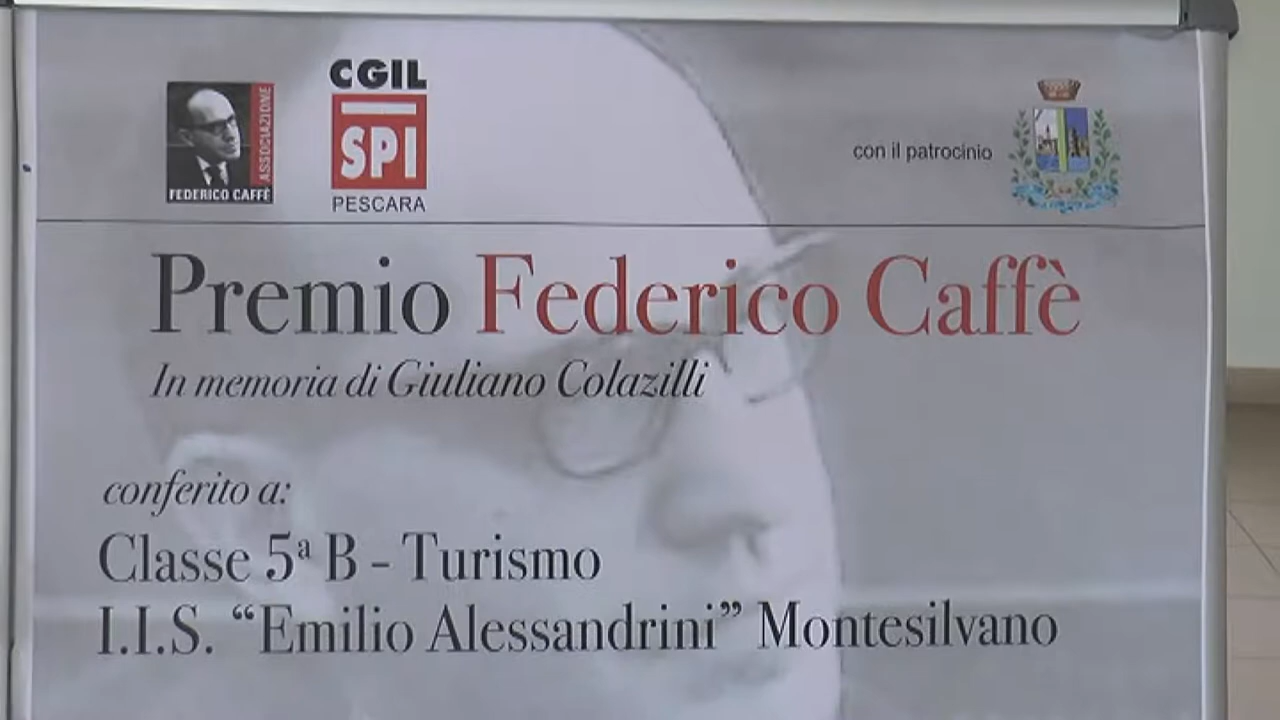 CGIL
SPI
PESCARA
ASSOCIAZIONE
FEDERICO CAFFÈ
con il patrocinio
Premio Federico Caffè
In memoria di Giuliano Colazilli
conferito a:
Classe 5ª B - Turismo
I.I.S. “Emilio Alessandrini” Montesilvano